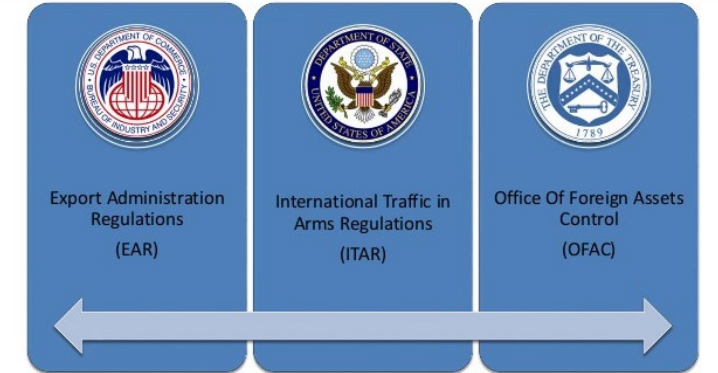 U.S. DEPARTMENT OF COMMERCE
BUREAU OF INDUSTRY AND SECURITY
Export Administration
Regulations
(EAR)
DEPARTMENT OF STATE
UNITED STATES OF AMERICA
International Traffic in
Arms Regulations
(ITAR)
THE DEPARTMENT OF THE TREASURY
1789
Office Of Foreign Assets
Control
(OFAC)